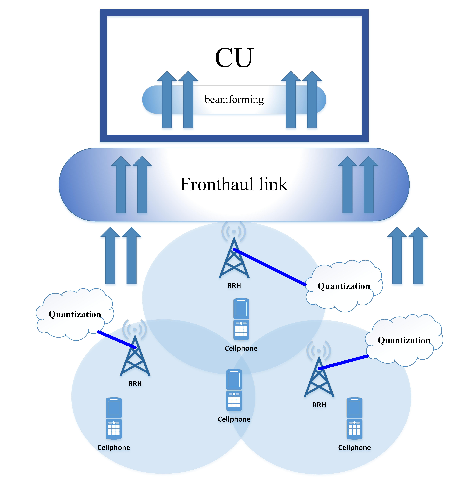 CU
beamforming
Fronthaul link
RRH
Quantization
Quantization
Cellphone
Quantization
RRH
RRH
Cellphone
Cellphone
Cellphone